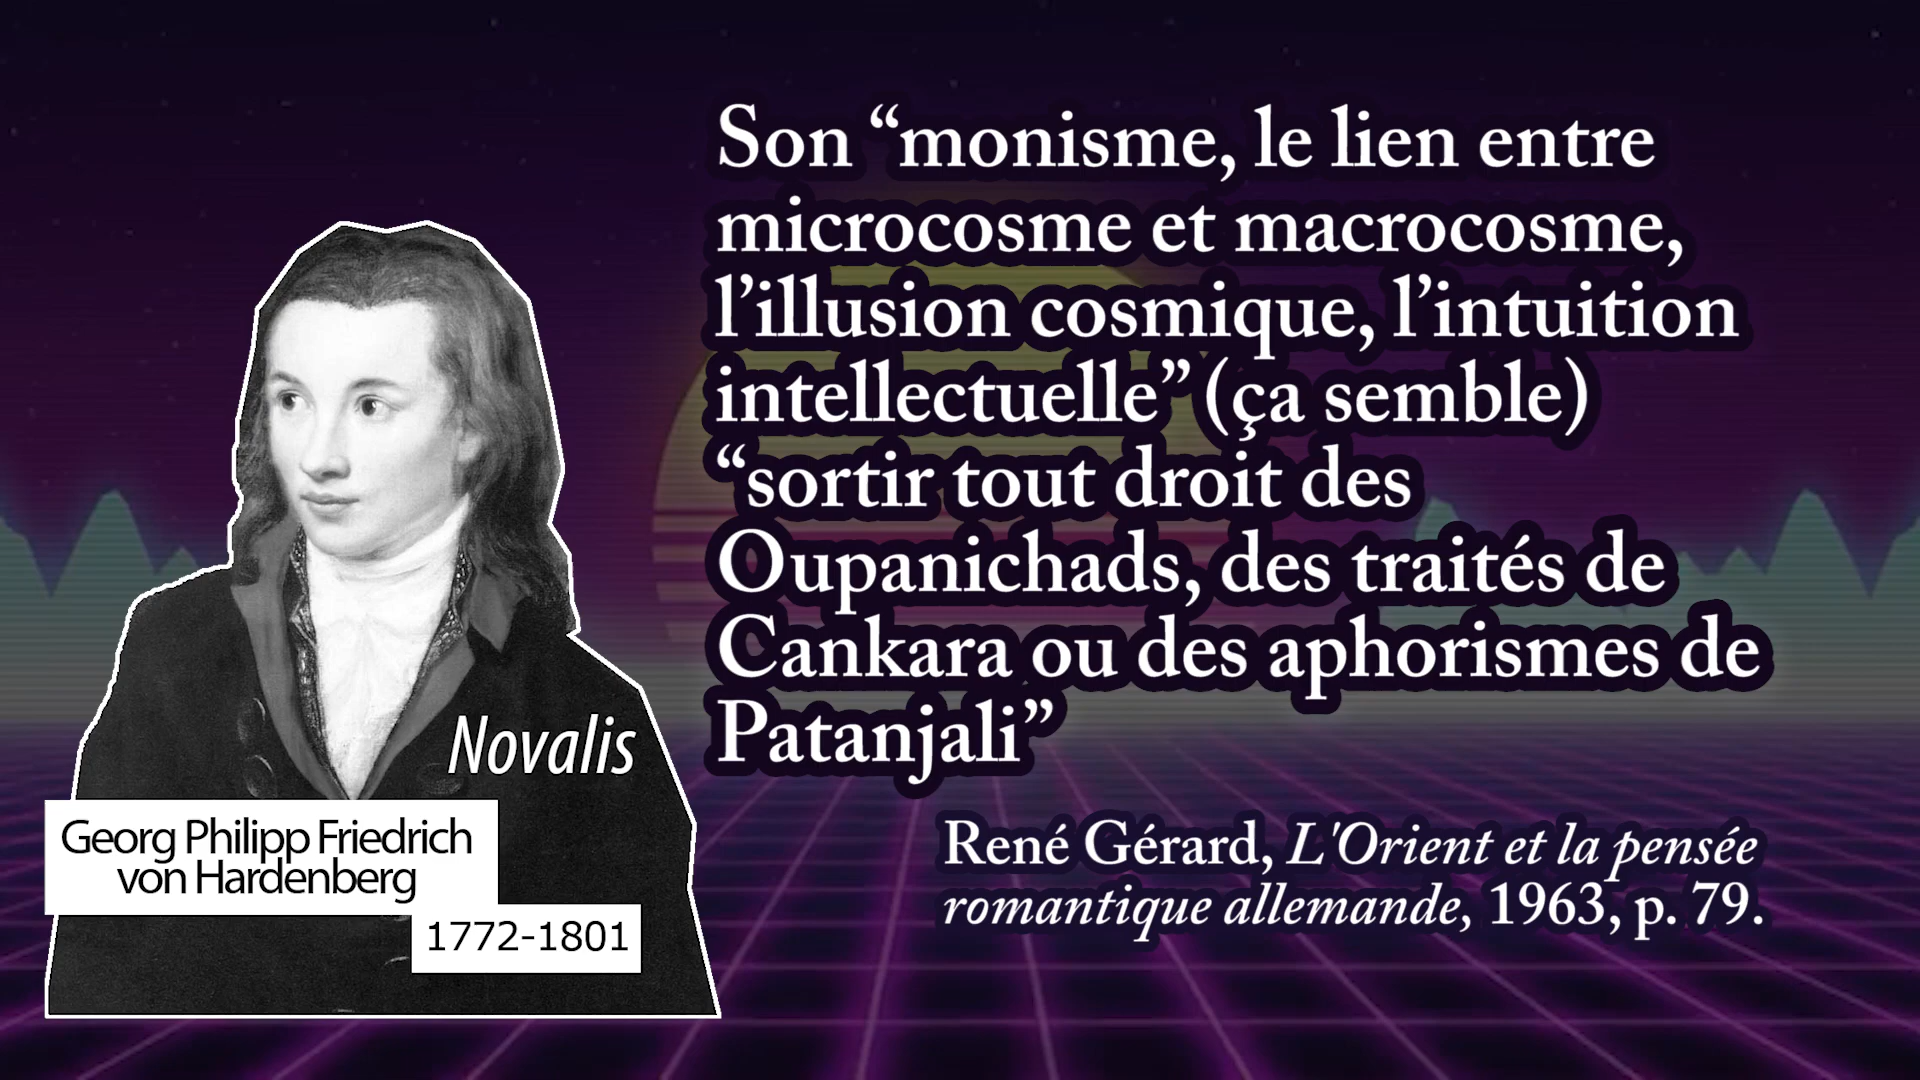 Son “monisme, le lien entre
microcosme et macrocosme,
l’illusion cosmique, l’intuition
intellectuelle” (ça semble)
“sortir tout droit des
Oupanichads, des traités de
Cankara ou des aphorismes de
Patanjali”
René Gérard, L'Orient et la pensée
romantique allemande, 1963, p. 79.
Novalis
Georg Philipp Friedrich
von Hardenberg
1772-1801